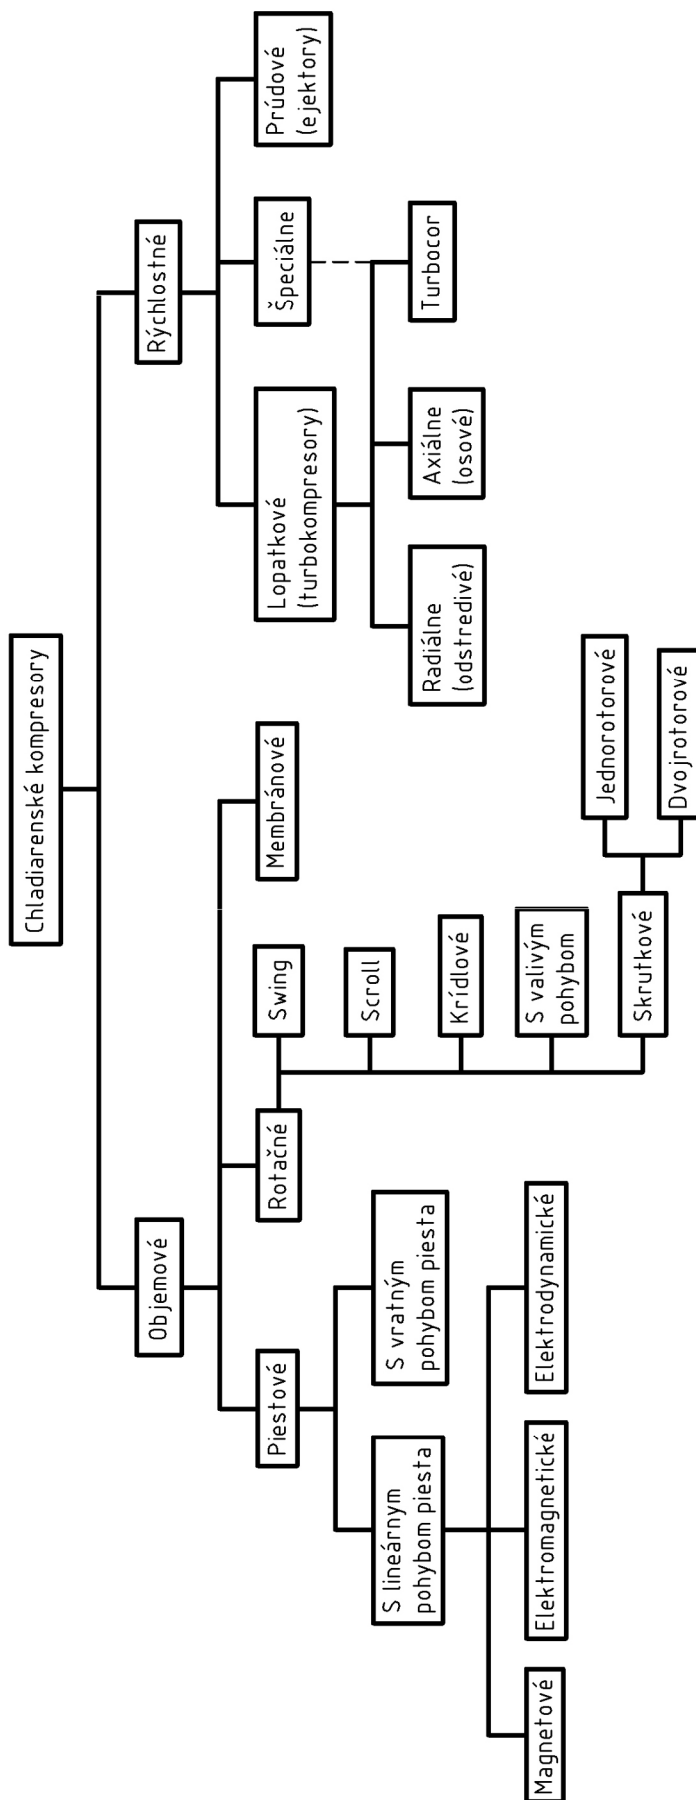 Chladiarenské kompresory
Objemové
Rýchlostné
Piestové
Rotačné
Membránové
Lopatkové
(turbokompresory)
Špeciálne
Prúdové
(ejektory)
S lineárnym
pohybom piesta
S vratným
pohybom piesta
Swing
Scroll
Krídlové
S valivým
pohybom
Skrutkové
Jednorotorové
Dvojrotorové
Radiálne
(odstredivé)
Axiálne
(osové)
Turbocor
Magnetové
Elektromagnetické
Elektrodynamické